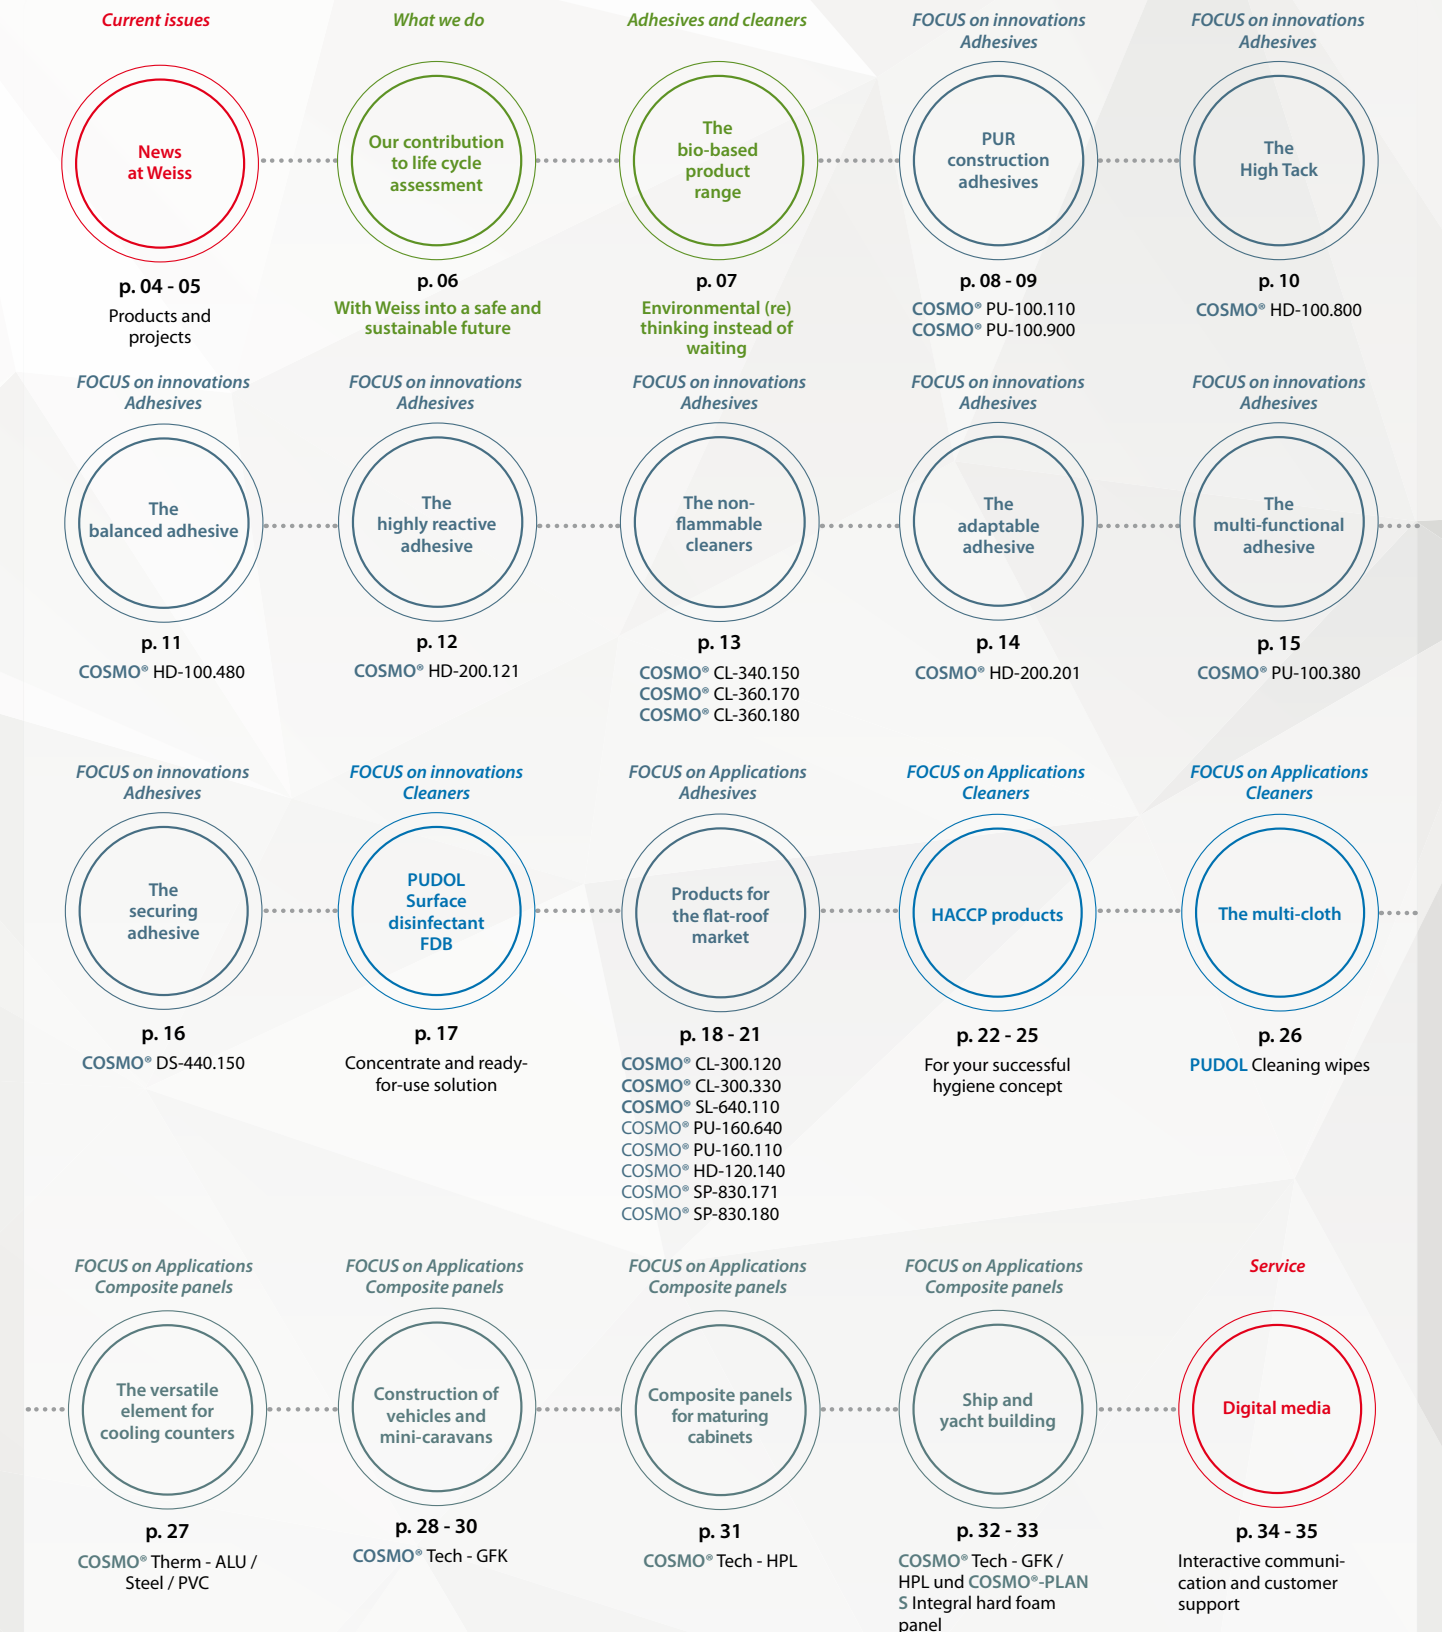 Current issues
News
at Weiss
p. 04 - 05
Products and
projects
What we do
Our contribution
to life cycle
assessment
p. 06
With Weiss into a safe and
sustainable future
Adhesives and cleaners
The
bio-based
product
range
p. 07
Environmental (re)
thinking instead of
waiting
FOCUS on innovations
Adhesives
PUR
construction
adhesives
p. 08 - 09
COSMO® PU-100.110
COSMO® PU-100.900
FOCUS on innovations
Adhesives
The
High Tack
p. 10
COSMO® HD-100.800
FOCUS on innovations
Adhesives
The
balanced adhesive
p. 11
COSMO® HD-100.480
FOCUS on innovations
Adhesives
The
highly reactive
adhesive
p. 12
COSMO® HD-200.121
FOCUS on innovations
Adhesives
The non-
flammable
cleaners
p. 13
COSMO® CL-340.150
COSMO® CL-360.170
COSMO® CL-360.180
FOCUS on innovations
Adhesives
The
adaptable
adhesive
p. 14
COSMO® HD-200.201
FOCUS on innovations
Adhesives
The
multi-functional
adhesive
p. 15
COSMO® PU-100.380
FOCUS on innovations
Adhesives
The
securing
adhesive
p. 16
COSMO® DS-440.150
FOCUS on innovations
Cleaners
PUDOL
Surface
disinfectant
FDB
p. 17
Concentrate and ready-
for-use solution
FOCUS on Applications
Adhesives
Products for
the flat-roof
market
p. 18 - 21
COSMO® CL-300.120
COSMO® CL-300.330
COSMO® SL-640.110
COSMO® PU-160.640
COSMO® PU-160.110
COSMO® HD-120.140
COSMO® SP-830.171
COSMO® SP-830.180
FOCUS on Applications
Cleaners
HACCP products
p. 22 - 25
For your successful
hygiene concept
FOCUS on Applications
Cleaners
The multi-cloth
p. 26
PUDOL Cleaning wipes
FOCUS on Applications
Composite panels
The versatile
element for
cooling counters
p. 27
COSMO® Therm - ALU /
Steel / PVC
FOCUS on Applications
Composite panels
Construction of
vehicles and
mini-caravans
p. 28 - 30
COSMO® Tech - GFK
FOCUS on Applications
Composite panels
Composite panels
for maturing
cabinets
p. 31
COSMO® Tech - HPL
FOCUS on Applications
Composite panels
Ship and
yacht building
p. 32 - 33
COSMO® Tech - GFK /
HPL und COSMO®-PLAN
S Integral hard foam
panel
Service
Digital media
p. 34 - 35
Interactive communi-
cation and customer
support